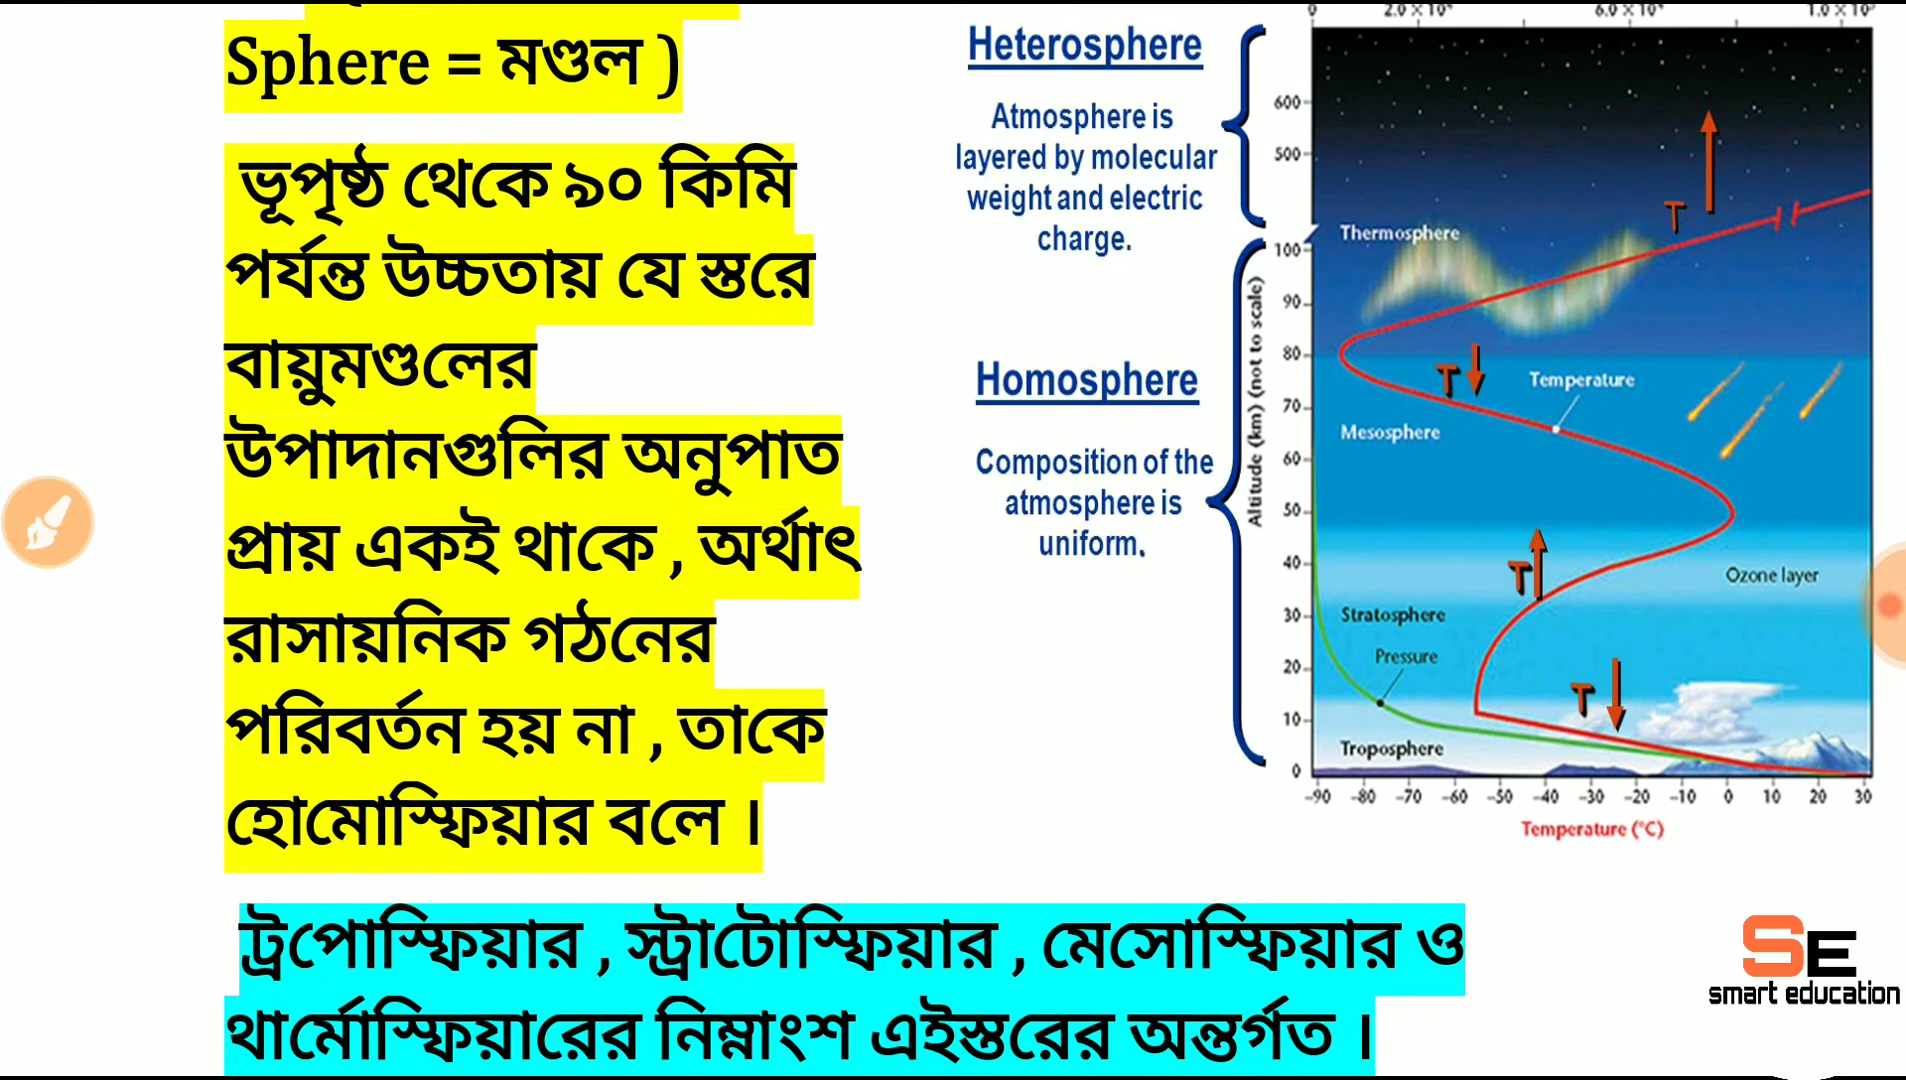 Sphere = মণ্ডল )
ভূপৃষ্ঠ থেকে ৯০ কিমি
পর্যন্ত উচ্চতায় যে স্তরে
বায়ুমণ্ডলের
উপাদানগুলির অনুপাত
প্রায় একই থাকে , অর্থাৎ
রাসায়নিক গঠনের
পরিবর্তন হয় না , তাকে
হোমোস্ফিয়ার বলে ।
ট্রপোস্ফিয়ার , স্ট্রাটোস্ফিয়ার , মেসোস্ফিয়ার ও
থার্মোস্ফিয়ারের নিম্নাংশ এইস্তরের অন্তর্গত ।
Heterosphere
Atmosphere is
layered by molecular
weight and electric
charge.
Homosphere
Composition of the
atmosphere is
uniform.
600
500
100
90
80
70
60
50
40
30
20
10
0
Altitude (km) (not to scale)
Thermosphere
T
T
Temperature
Mesosphere
T
Ozone layer
Stratosphere
Pressure
T
Troposphere
-90 -80 -70 -60 -50 -40 -30 -20 -10 0 10 20 30
Temperature (°C)
SE
smart education